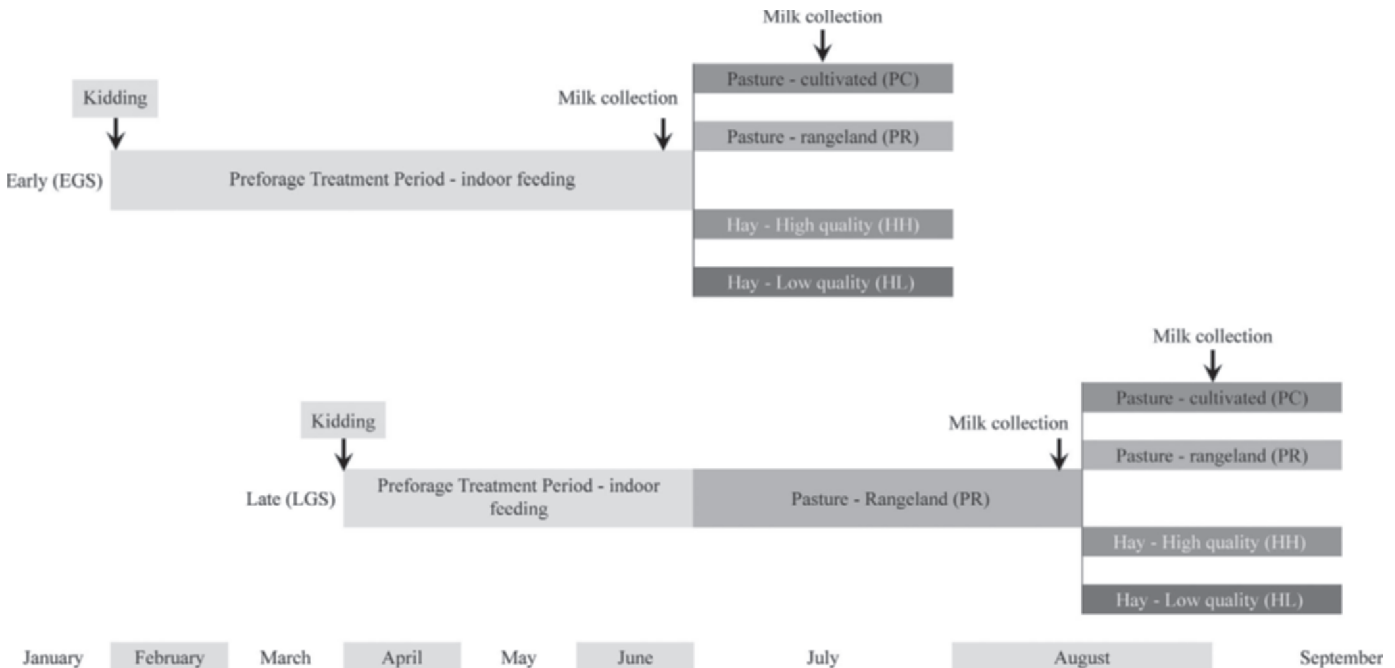 Milk collection
Kidding
Milk collection
Pasture - cultivated (PC)
Pasture - rangeland (PR)
Early (EGS)
Preforage Treatment Period - indoor feeding
Hay - High quality (HH)
Hay - Low quality (HL)
Milk collection
Kidding
Milk collection
Pasture - cultivated (PC)
Pasture - rangeland (PR)
Late (LGS)
Preforage Treatment Period - indoor
feeding
Pasture - Rangeland (PR)
Hay - High quality (HH)
Hay - Low quality (HL)
January February March April May June July August September